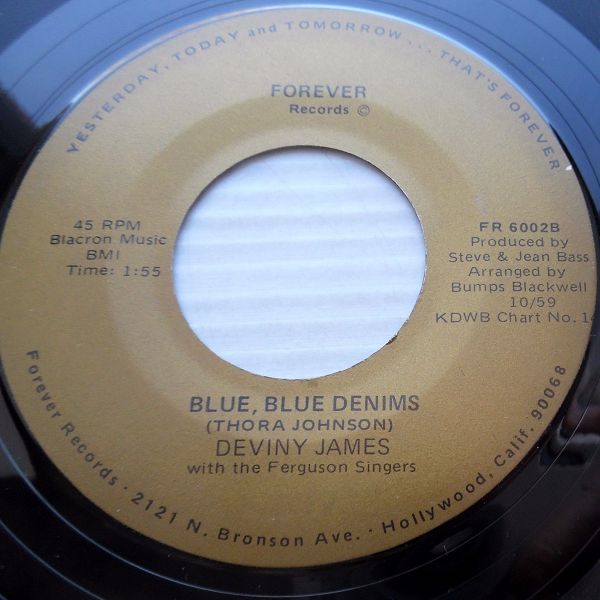 YESTERDAY, TODAY and TOMORROW... THAT'S FOREVER
FOREVER
Records ©
45 RPM
Blacron Music
BMI
Time: 1:55
FR 6002B
Produced by
Steve & Jean Bass
Arranged by
Bumps Blackwell
10/59
KDWB Chart No. 14
BLUE, BLUE DENIMS
(THORA JOHNSON)
DEVINY JAMES
with the Ferguson Singers
Forever Records · 2121 N. Bronson Ave. · Hollywood, Calif. 90068